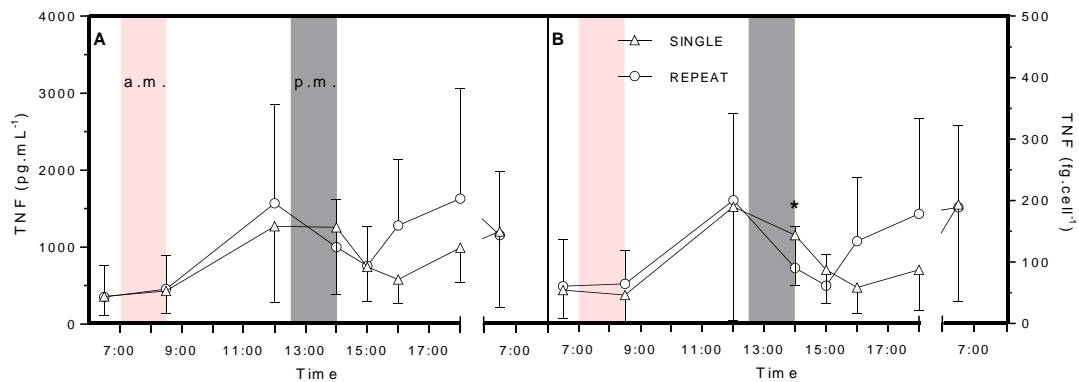 4000
3000
2000
1000
0
TNF (pg.mL-1)
A
a.m.
p.m.
7:00 9:00 11:00 13:00 15:00 17:00 7:00
Time
B
SINGLE
REPEAT
*
7:00 9:00 11:00 13:00 15:00 17:00 7:00
Time
500
400
300
200
100
0
TNF (fg.cell-1)